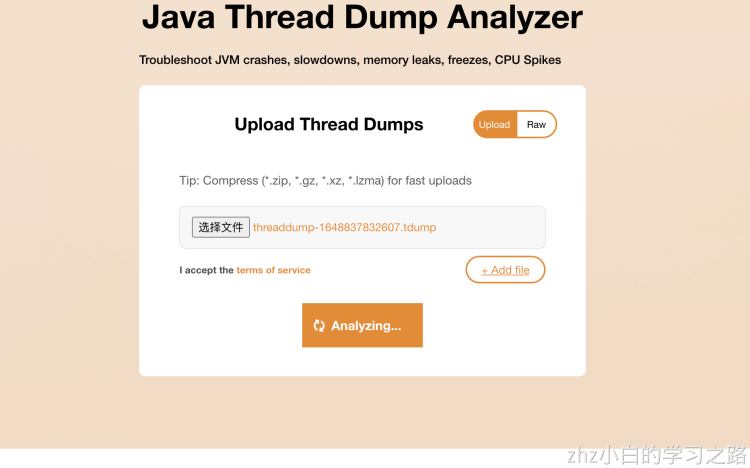 Java Thread Dump Analyzer
Troubleshoot JVM crashes, slowdowns, memory leaks, freezes, CPU Spikes
Upload Thread Dumps
Upload Raw
Tip: Compress (*.zip, *.gz, *.xz, *.lzma) for fast uploads
选择文件 threaddump-1648837832607.tdump
I accept the terms of service
+ Add file
Analyzing...
zhz小白的学习之路